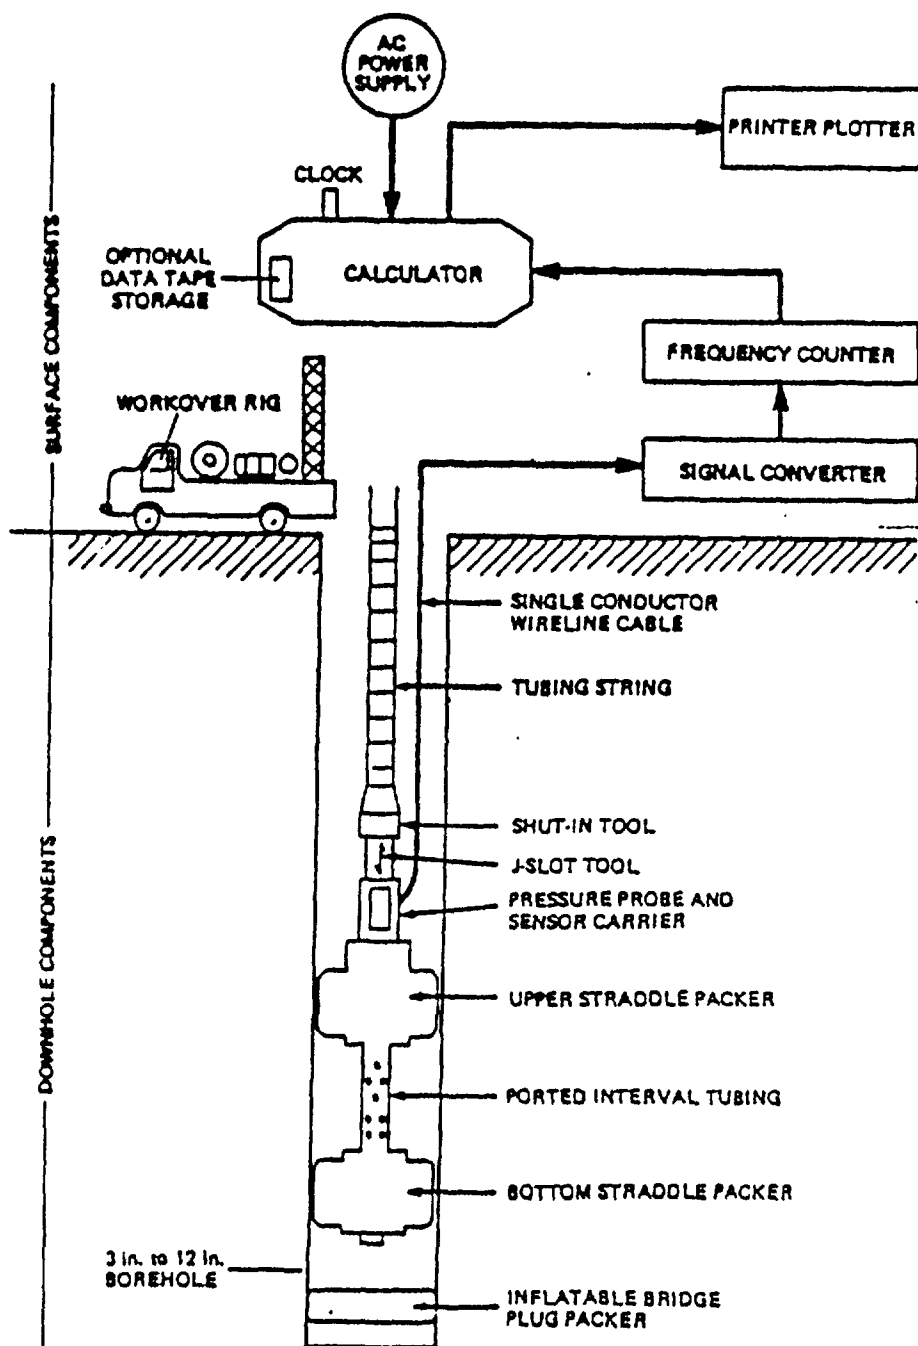 AC
POWER
SUPPLY
PRINTER PLOTTER
CLOCK
OPTIONAL
DATA TAPE
STORAGE
CALCULATOR
SURFACE COMPONENTS
FREQUENCY COUNTER
WORKOVER RIG
SIGNAL CONVERTER
SINGLE CONDUCTOR
WIRELINE CABLE
TUBING STRING
SHUT-IN TOOL
J-SLOT TOOL
DOWNHOLE COMPONENTS
PRESSURE PROBE AND
SENSOR CARRIER
UPPER STRADDLE PACKER
PORTED INTERVAL TUBING
BOTTOM STRADDLE PACKER
3 in. to 12 in.
BOREHOLE
INFLATABLE BRIDGE
PLUG PACKER